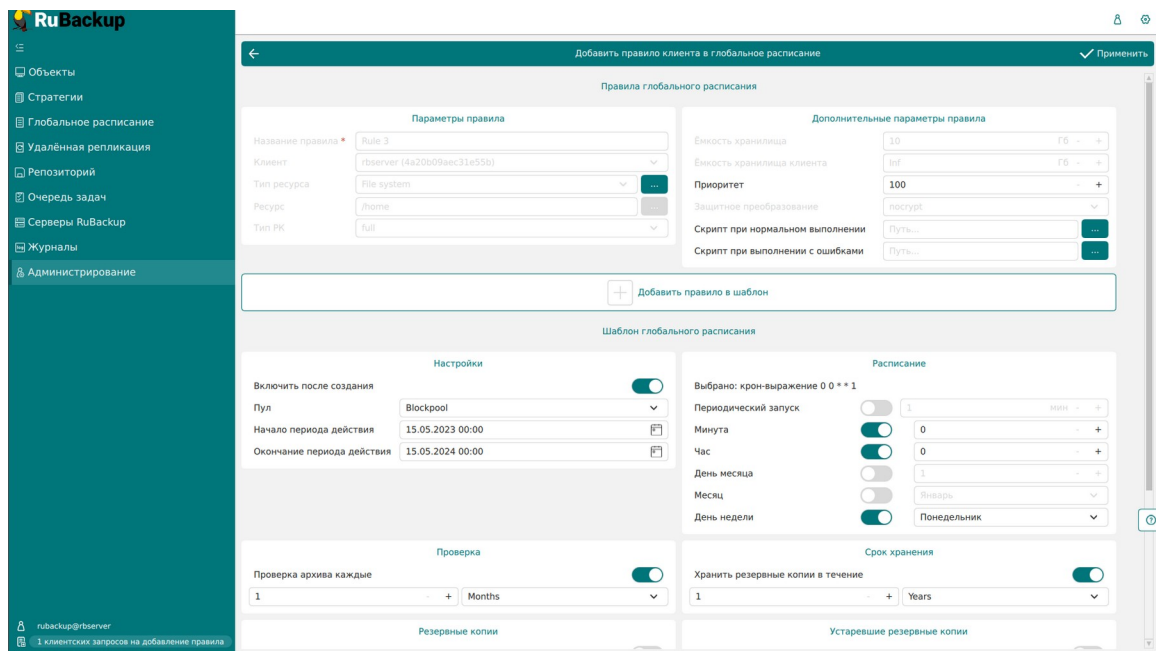 RuBackup
Объекты
Стратегии
Глобальное расписание
Удалённая репликация
Репозиторий
Очередь задач
Серверы RuBackup
Журналы
Администрирование
rubackup@rbserver
1 клиентских запросов на добавление правила
Добавить правило клиента в глобальное расписание
Применить
Правила глобального расписания
Параметры правила
Название правила * Rule 3
Клиент rbserver (4a20b09aec31e55b)
Тип ресурса File system ...
Ресурс /home ...
Тип РК full
Дополнительные параметры правила
Ёмкость хранилища 10 Гб - +
Ёмкость хранилища клиента Inf Гб - +
Приоритет 100 - +
Защитное преобразование nocrypt
Скрипт при нормальном выполнении Путь... ...
Скрипт при выполнении с ошибками Путь... ...
Добавить правило в шаблон
Шаблон глобального расписания
Настройки
Включить после создания
Пул Blockpool
Начало периода действия 15.05.2023 00:00
Окончание периода действия 15.05.2024 00:00
Расписание
Выбрано: крон-выражение 0 0 * * 1
Периодический запуск 1 мин - +
Минута 0 - +
Час 0 - +
День месяца 1 - +
Месяц Январь
День недели Понедельник
Проверка
Проверка архива каждые
1 - + Months
Срок хранения
Хранить резервные копии в течение
1 - + Years
Резервные копии
Устаревшие резервные копии